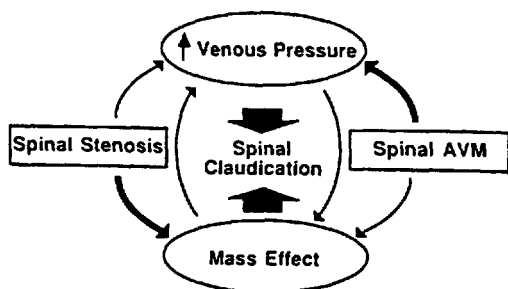 ↑ Venous Pressure
Spinal Stenosis
Spinal
Claudication
Spinal AVM
Mass Effect